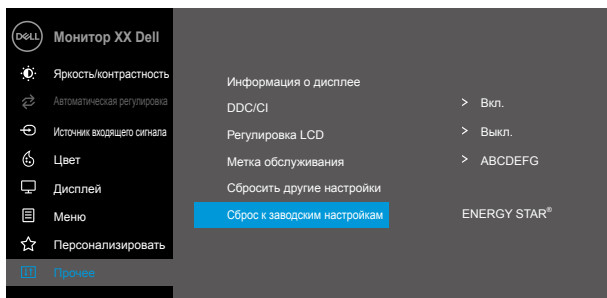 DELL Монитор XX Dell
Яркость/контрастность
Автоматическая регулировка
Источник входящего сигнала
Цвет
Дисплей
Меню
Персонализировать
Прочее
Информация о дисплее
DDC/CI > Вкл.
Регулировка LCD > Выкл.
Метка обслуживания > ABCDEFG
Сбросить другие настройки
Сброс к заводским настройкам ENERGY STAR®